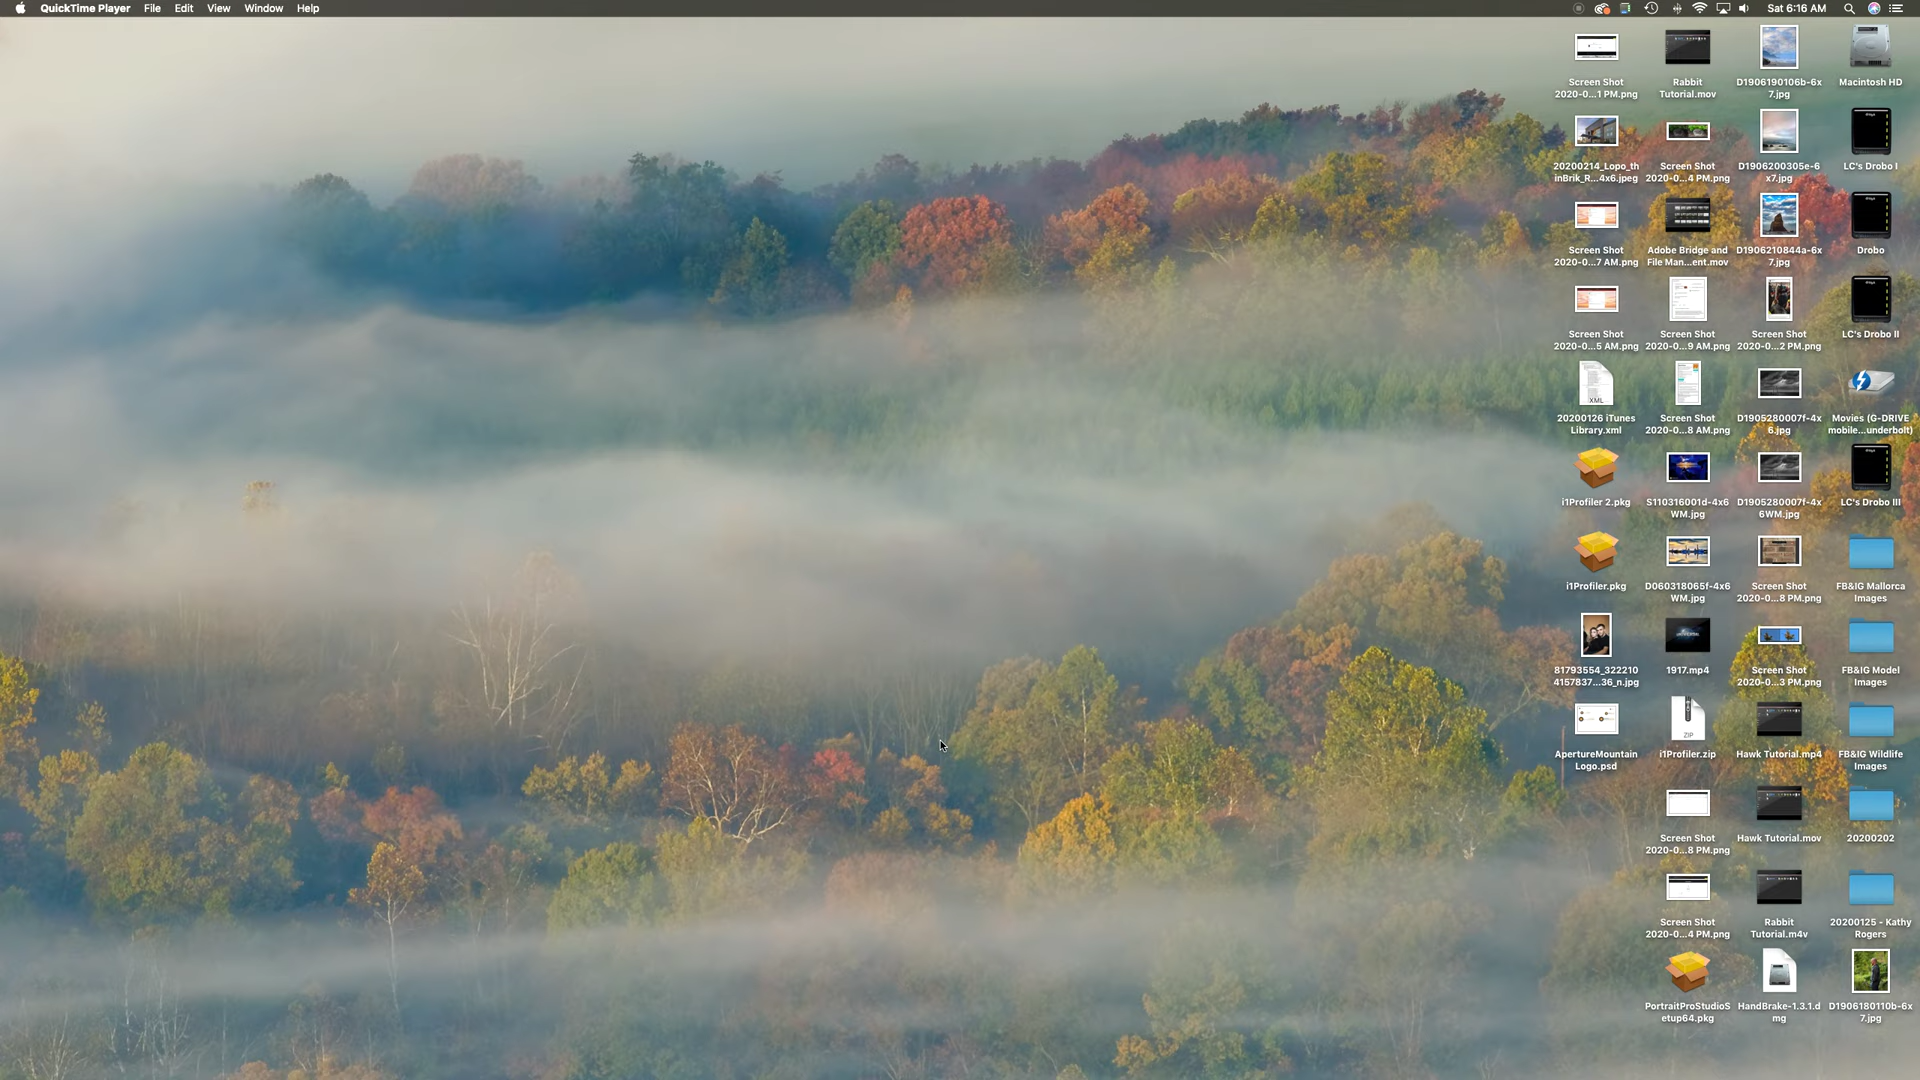 QuickTime Player File Edit View Window Help Sat 6:16 AM
Screen Shot
2020-0...1 PM.png
Rabbit
Tutorial.mov
D1906190106b-6x
7.jpg
Macintosh HD
20200214_Lopo_th
inBrik_R...4x6.jpeg
Screen Shot
2020-0...4 PM.png
D1906200305e-6
x7.jpg
LC's Drobo I
Screen Shot
2020-0...7 AM.png
Adobe Bridge and
File Man...ent.mov
D1906210844a-6x
7.jpg
Drobo
Screen Shot
2020-0...5 AM.png
Screen Shot
2020-0...9 AM.png
Screen Shot
2020-0...2 PM.png
LC's Drobo II
XML
20200126 iTunes
Library.xml
Screen Shot
2020-0...8 AM.png
D1905280007f-4x
6.jpg
Movies (G-DRIVE
mobile...underbolt)
i1Profiler 2.pkg
S110316001d-4x6
WM.jpg
D1905280007f-4x
6WM.jpg
LC's Drobo III
i1Profiler.pkg
D060318065f-4x6
WM.jpg
Screen Shot
2020-0...8 PM.png
FB&IG Mallorca
Images
81793554_322210
4157837...36_n.jpg
1917.mp4
Screen Shot
2020-0...3 PM.png
FB&IG Model
Images
ApertureMountain
Logo.psd
ZIP
i1Profiler.zip
Hawk Tutorial.mp4
FB&IG Wildlife
Images
Screen Shot
2020-0...8 PM.png
Hawk Tutorial.mov
20200202
Screen Shot
2020-0...4 PM.png
Rabbit
Tutorial.m4v
20200125 - Kathy
Rogers
PortraitProStudioS
etup64.pkg
HandBrake-1.3.1.d
mg
D1906180110b-6x
7.jpg